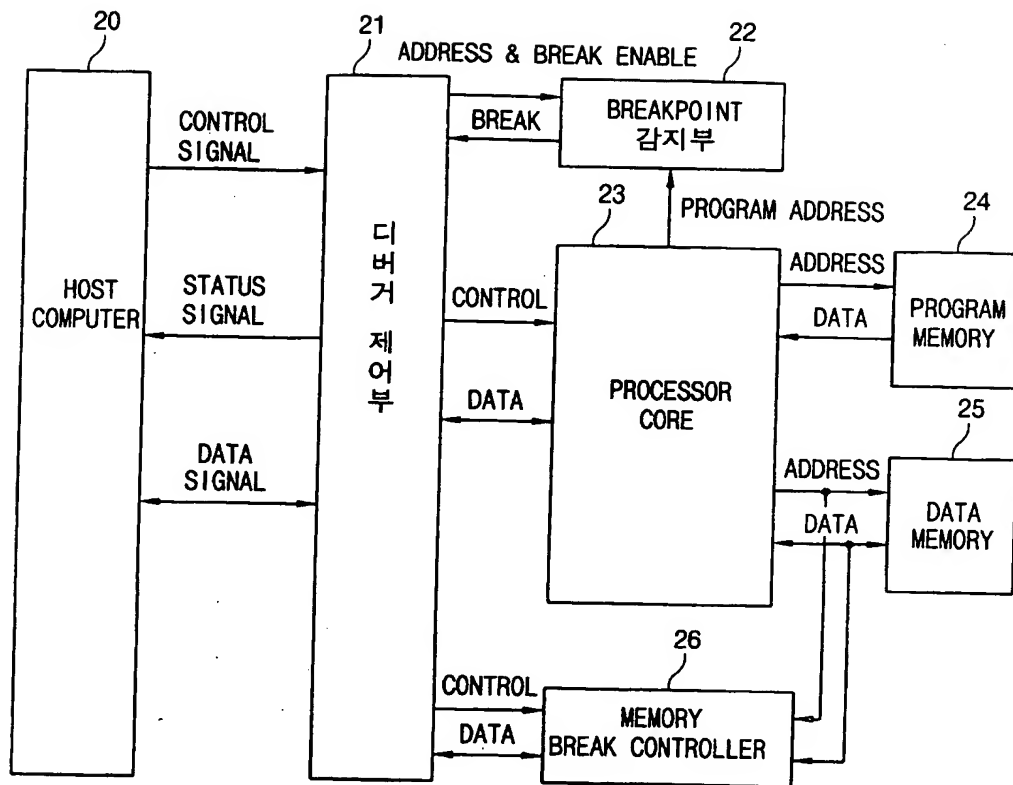 20
21
22
ADDRESS & BREAK ENABLE
BREAKPOINT
감지부
BREAK
CONTROL
SIGNAL
23
PROGRAM ADDRESS
24
디버거 제어부
ADDRESS
HOST
COMPUTER
STATUS
SIGNAL
CONTROL
DATA
PROGRAM
MEMORY
PROCESSOR
CORE
DATA
25
DATA
SIGNAL
ADDRESS
DATA
DATA
MEMORY
26
CONTROL
DATA
MEMORY
BREAK CONTROLLER